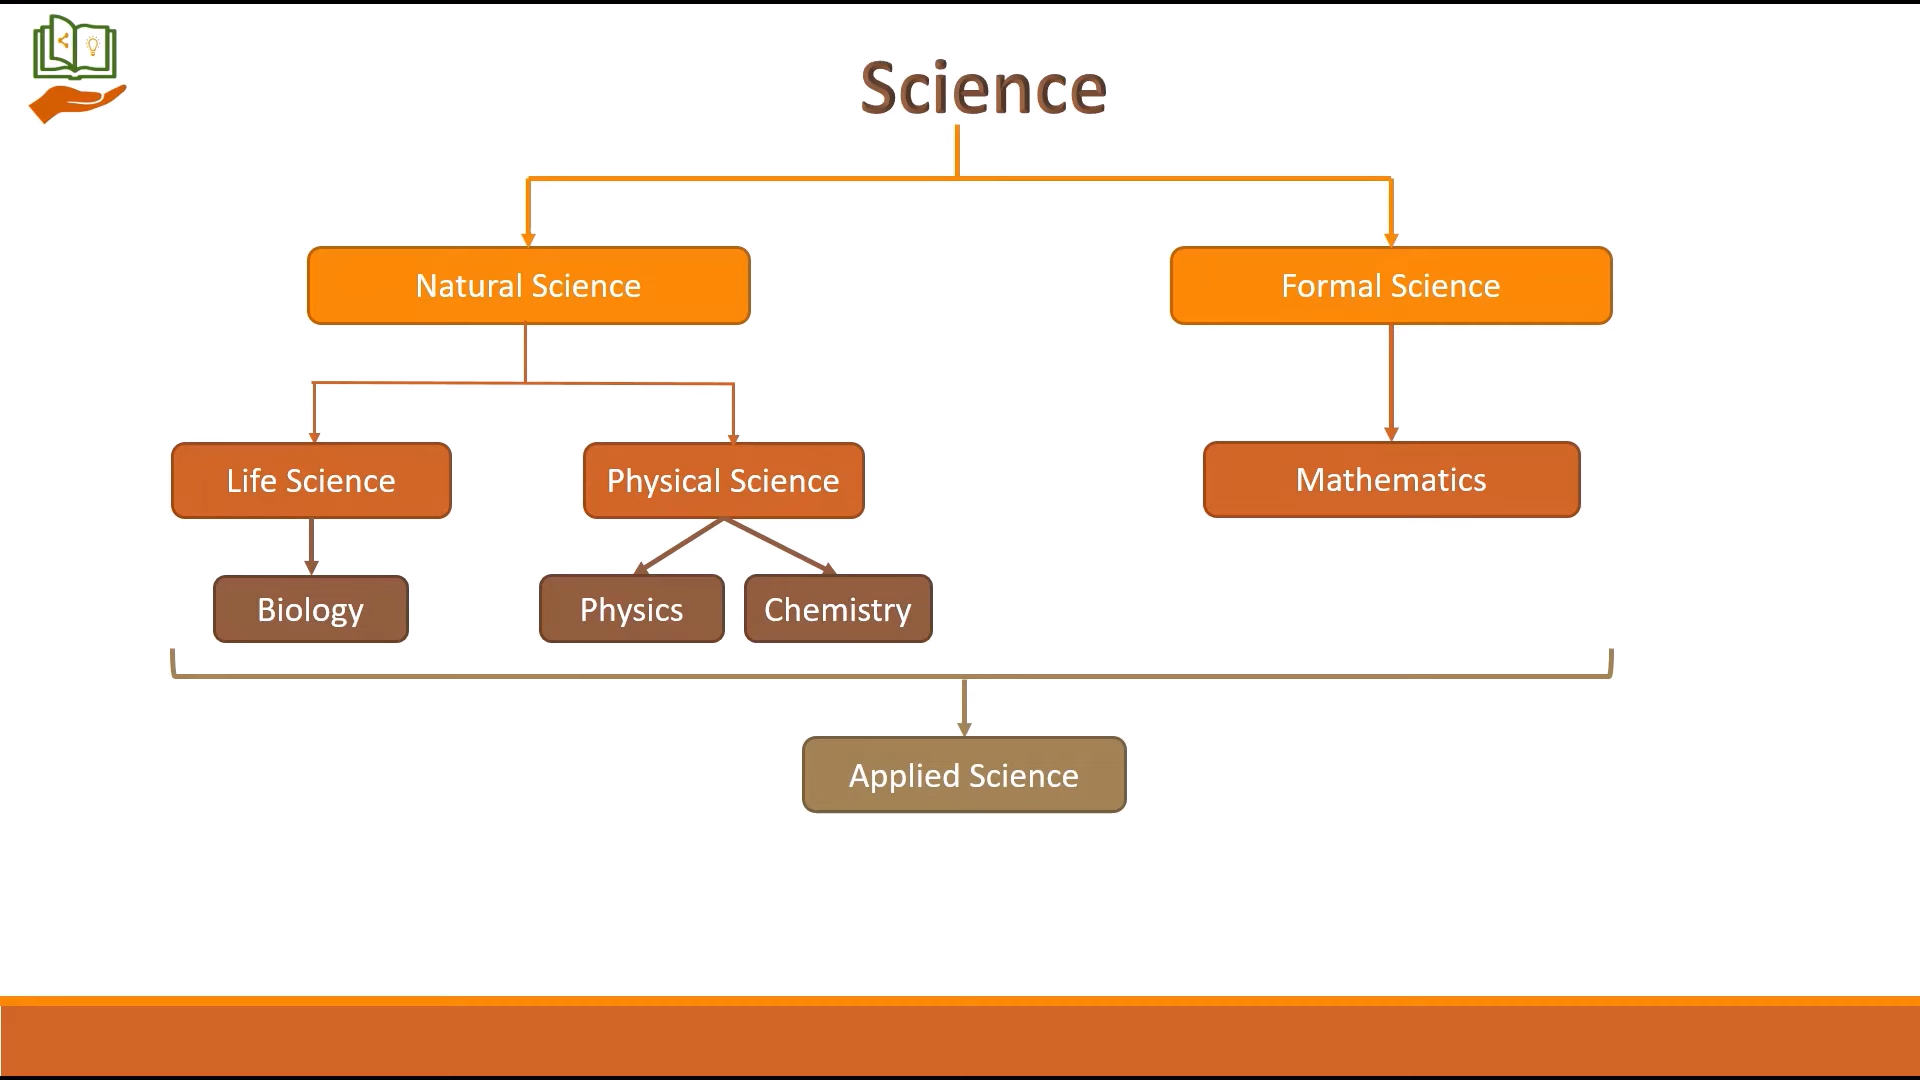 Science
Natural Science
Formal Science
Life Science
Physical Science
Mathematics
Biology
Physics
Chemistry
Applied Science